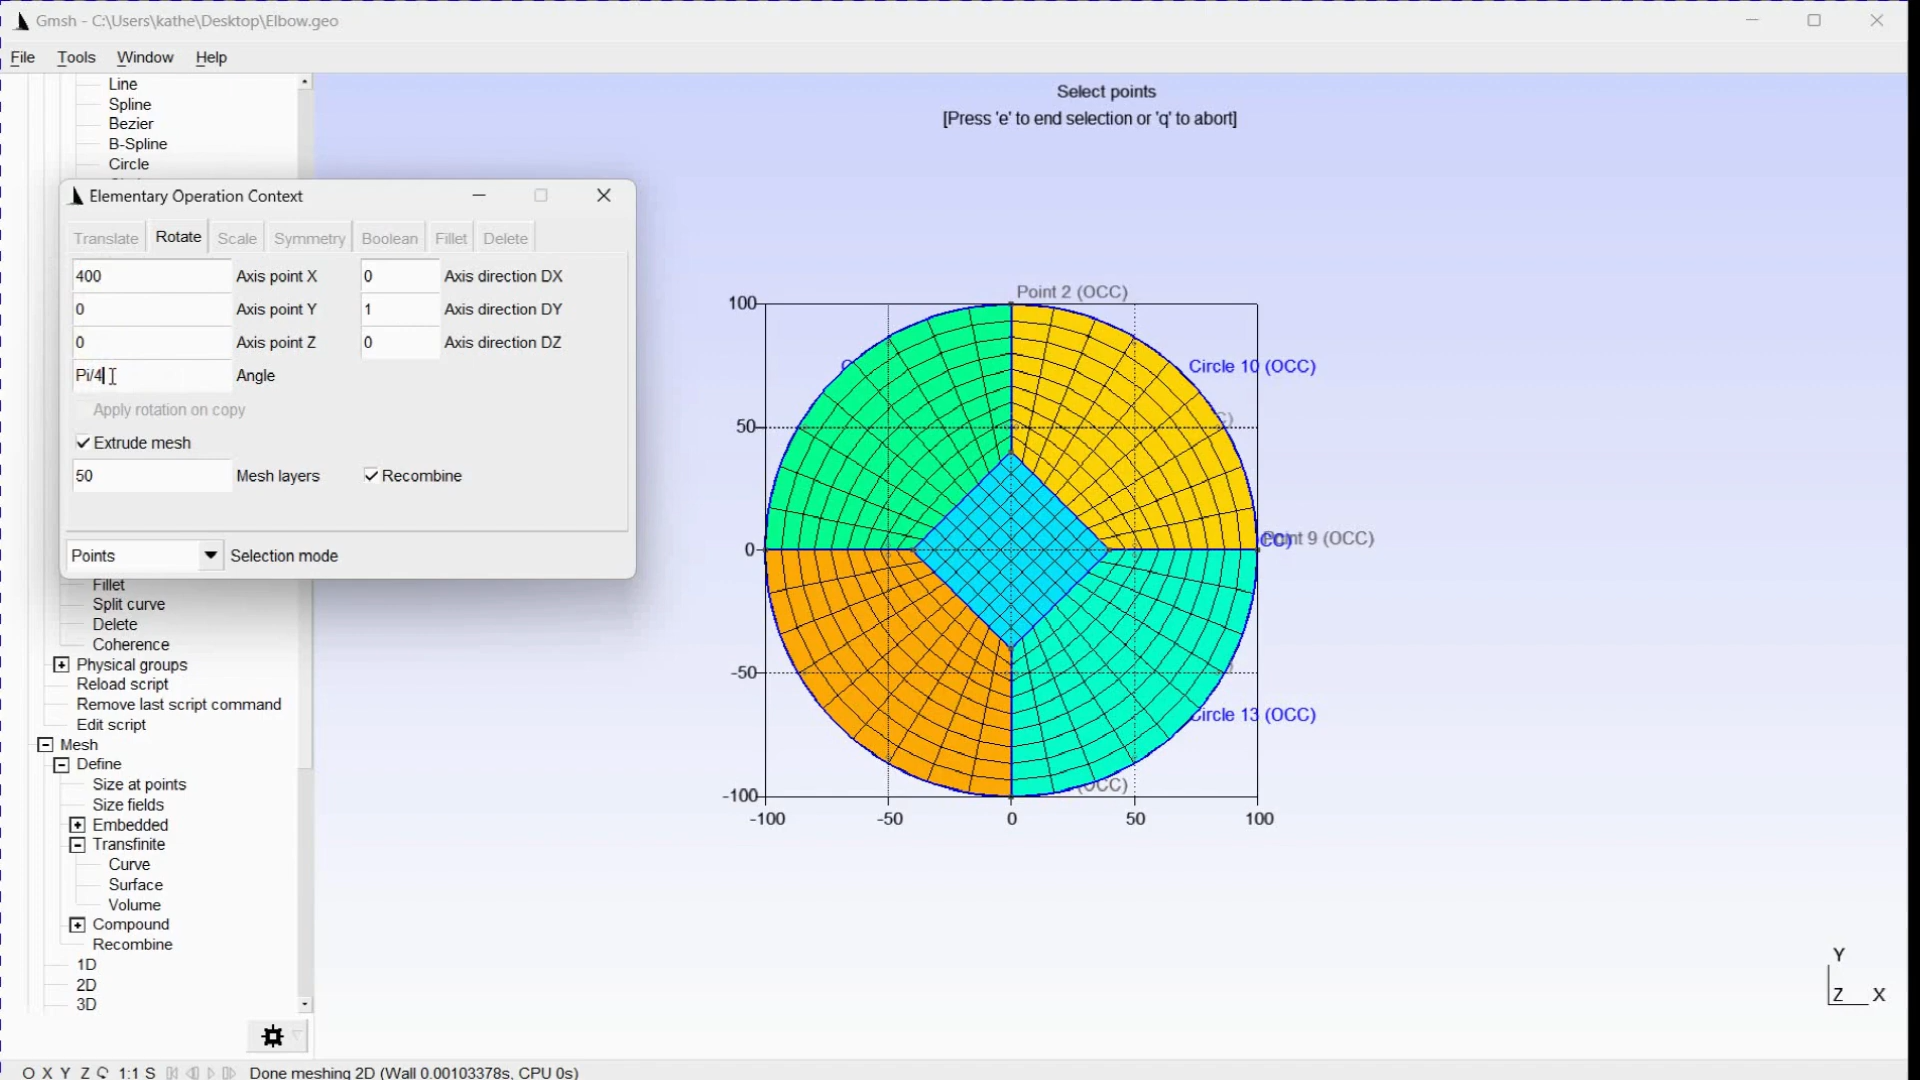 Gmsh - C:\Users\kathe\Desktop\Elbow.geo
File Tools Window Help
Line
Spline
Bezier
B-Spline
Circle
Select points
[Press 'e' to end selection or 'q' to abort]
Elementary Operation Context
Translate Rotate Scale Symmetry Boolean Fillet Delete
400 Axis point X 0 Axis direction DX
0 Axis point Y 1 Axis direction DY
0 Axis point Z 0 Axis direction DZ
Pi/4 Angle
Apply rotation on copy
Extrude mesh
50 Mesh layers Recombine
Points Selection mode
Fillet
Split curve
Delete
Coherence
Physical groups
Reload script
Remove last script command
Edit script
Mesh
Define
Size at points
Size fields
Embedded
Transfinite
Curve
Surface
Volume
Compound
Recombine
1D
2D
3D
Point 2 (OCC)
100
Circle 10 (OCC)
50
0
Point 9 (OCC)
-50
Circle 13 (OCC)
(OCC)
-100
-100 -50 0 50 100
Y
Z X
O X Y Z 1:1 S Done meshing 2D (Wall 0.00103378s, CPU 0s)